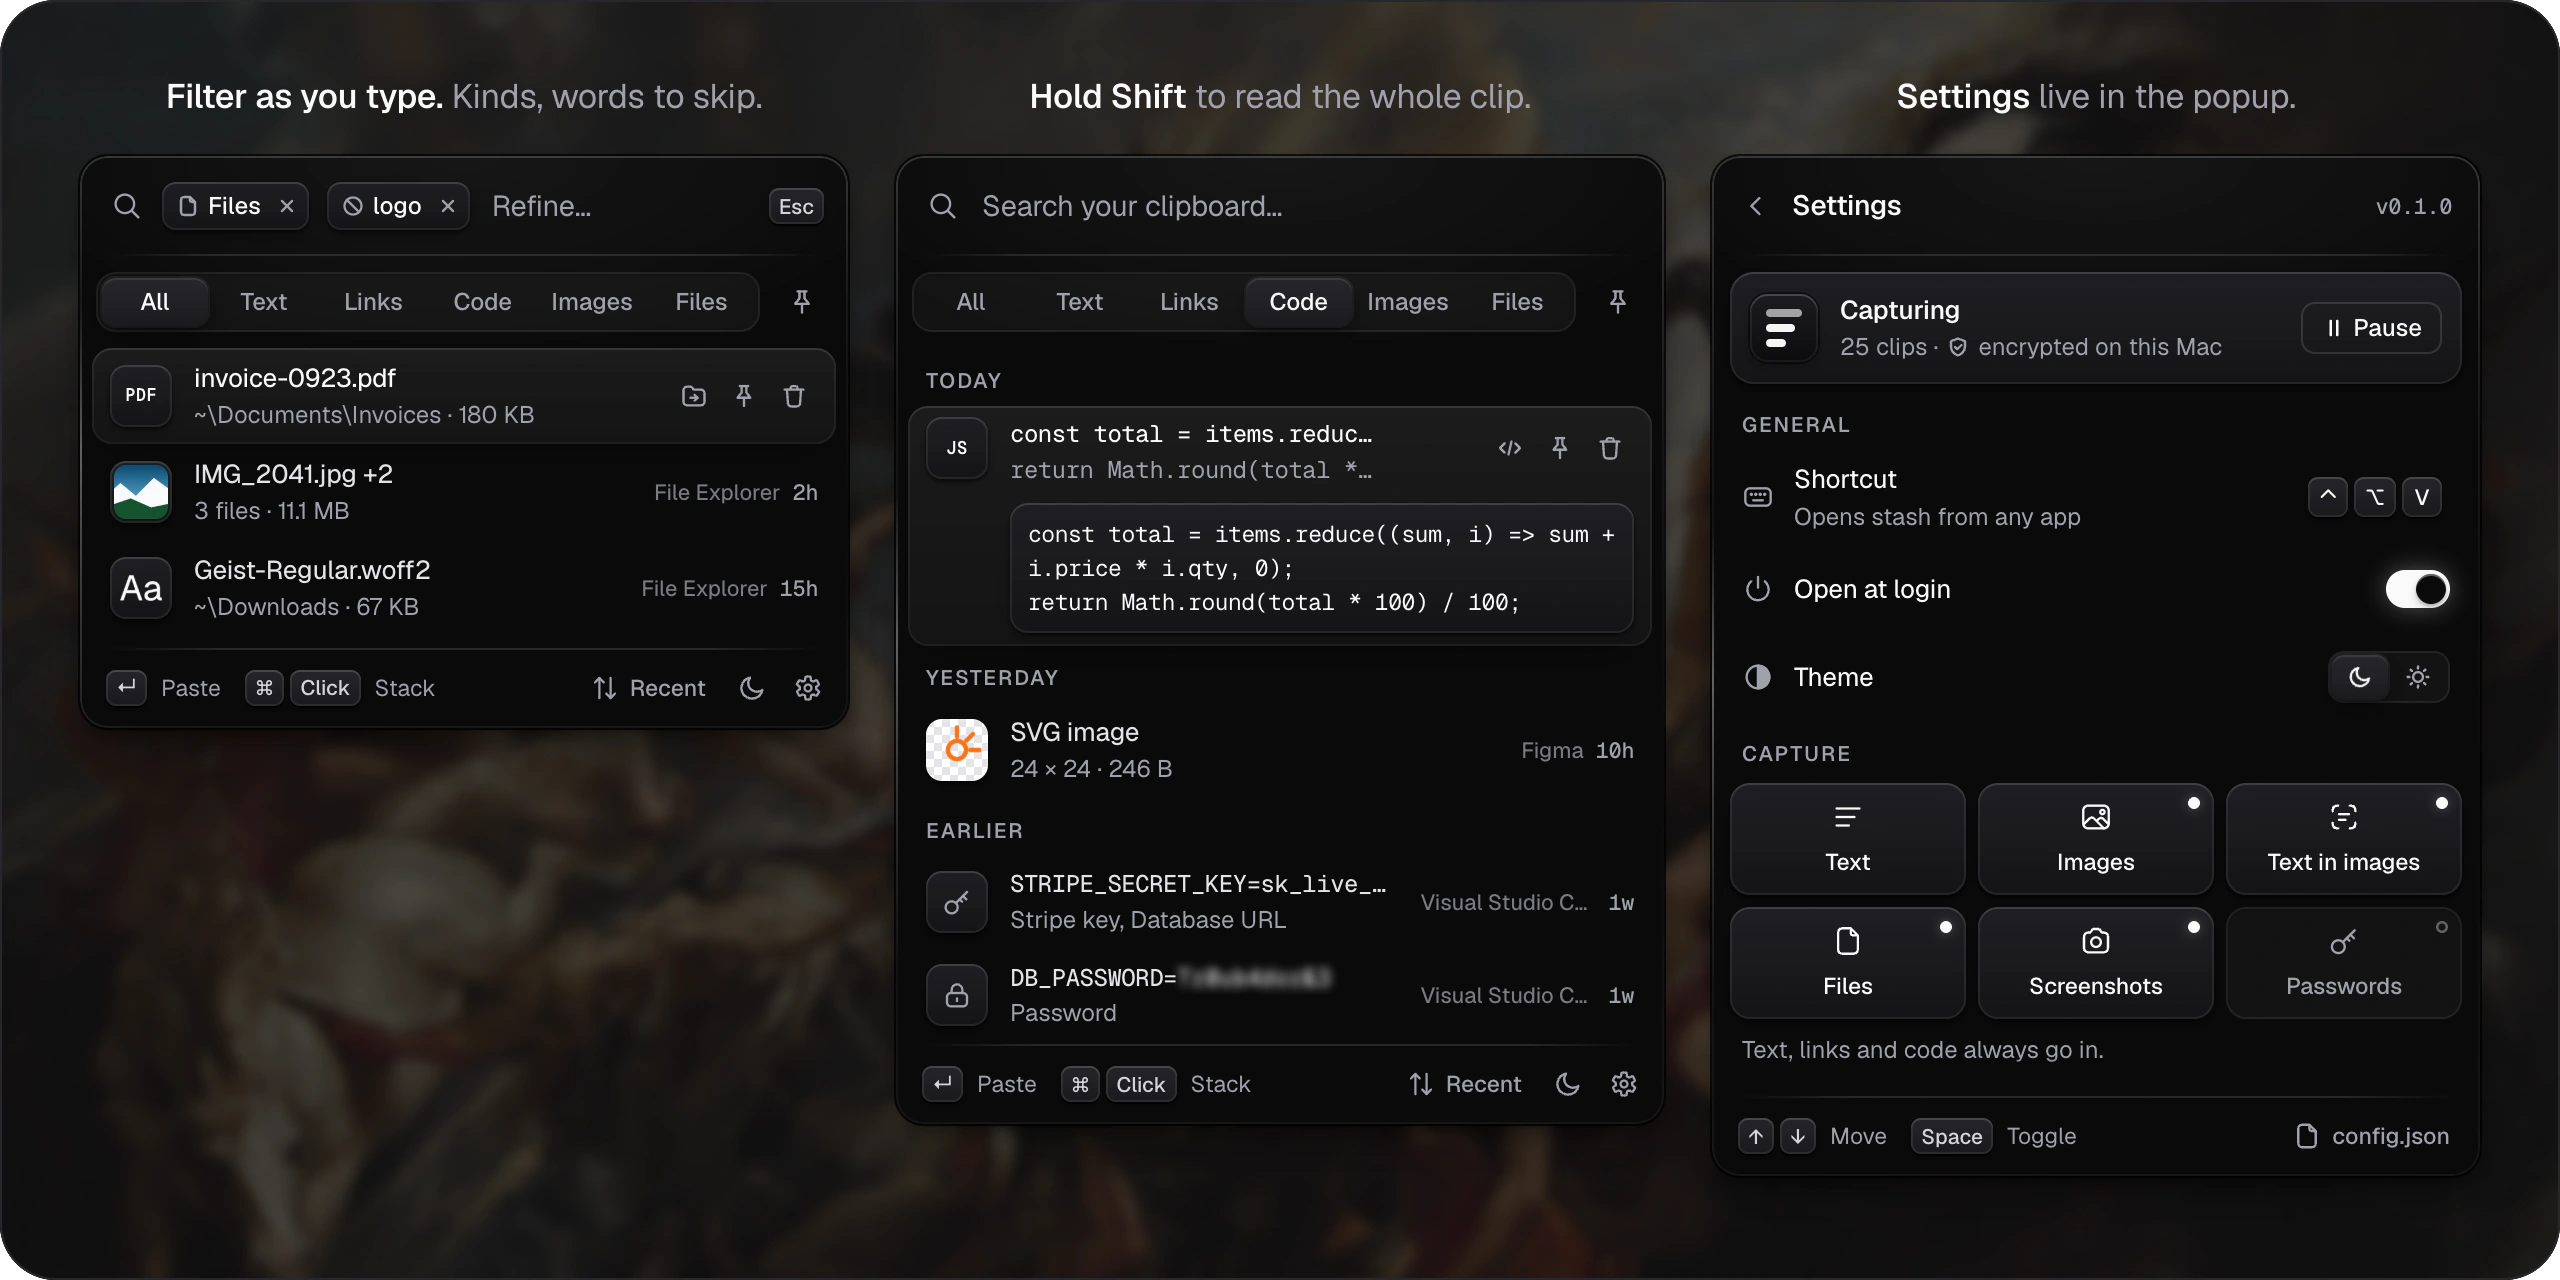 Filter as you type. Kinds, words to skip.
Files
logo
Refine...
Esc
All
Text
Links
Code
Images
Files
PDF
invoice-0923.pdf
~\Documents\Invoices · 180 KB
IMG_2041.jpg +2
3 files · 11.1 MB
File Explorer 2h
Aa
Geist-Regular.woff2
~\Downloads · 67 KB
File Explorer 15h
Paste
⌘ Click Stack
Recent
Hold Shift to read the whole clip.
Search your clipboard...
All
Text
Links
Code
Images
Files
TODAY
JS
const total = items.reduc…
return Math.round(total *…
const total = items.reduce((sum, i) => sum +
i.price * i.qty, 0);
return Math.round(total * 100) / 100;
YESTERDAY
SVG image
24 × 24 · 246 B
Figma 10h
EARLIER
STRIPE_SECRET_KEY=sk_live_…
Stripe key, Database URL
Visual Studio C... 1w
DB_PASSWORD=
Password
Visual Studio C... 1w
Paste
⌘ Click Stack
Recent
Settings live in the popup.
Settings
v0.1.0
Capturing
25 clips · encrypted on this Mac
Pause
GENERAL
Shortcut
Opens stash from any app
⌃ ⌥ V
Open at login
Theme
CAPTURE
Text
Images
Text in images
Files
Screenshots
Passwords
Text, links and code always go in.
↑ ↓ Move
Space Toggle
config.json